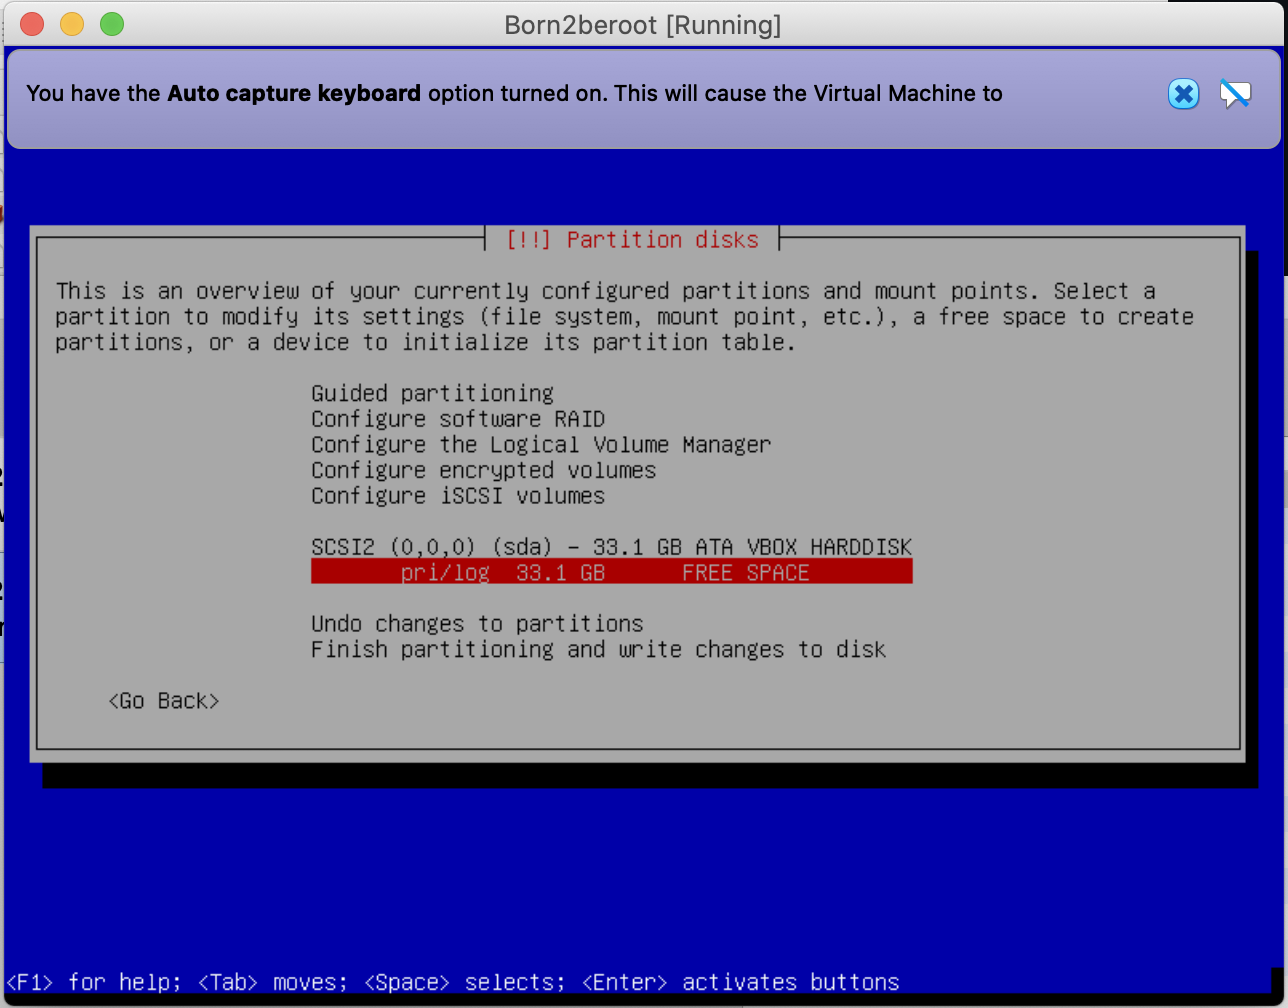 Born2beroot [Running]
You have the Auto capture keyboard option turned on. This will cause the Virtual Machine to
[!!] Partition disks
This is an overview of your currently configured partitions and mount points. Select a
partition to modify its settings (file system, mount point, etc.), a free space to create
partitions, or a device to initialize its partition table.
Guided partitioning
Configure software RAID
Configure the Logical Volume Manager
Configure encrypted volumes
Configure iSCSI volumes
SCSI2 (0,0,0) (sda) - 33.1 GB ATA VBOX HARDDISK
pri/log 33.1 GB FREE SPACE
Undo changes to partitions
Finish partitioning and write changes to disk
<Go Back>
<F1> for help; <Tab> moves; <Space> selects; <Enter> activates buttons